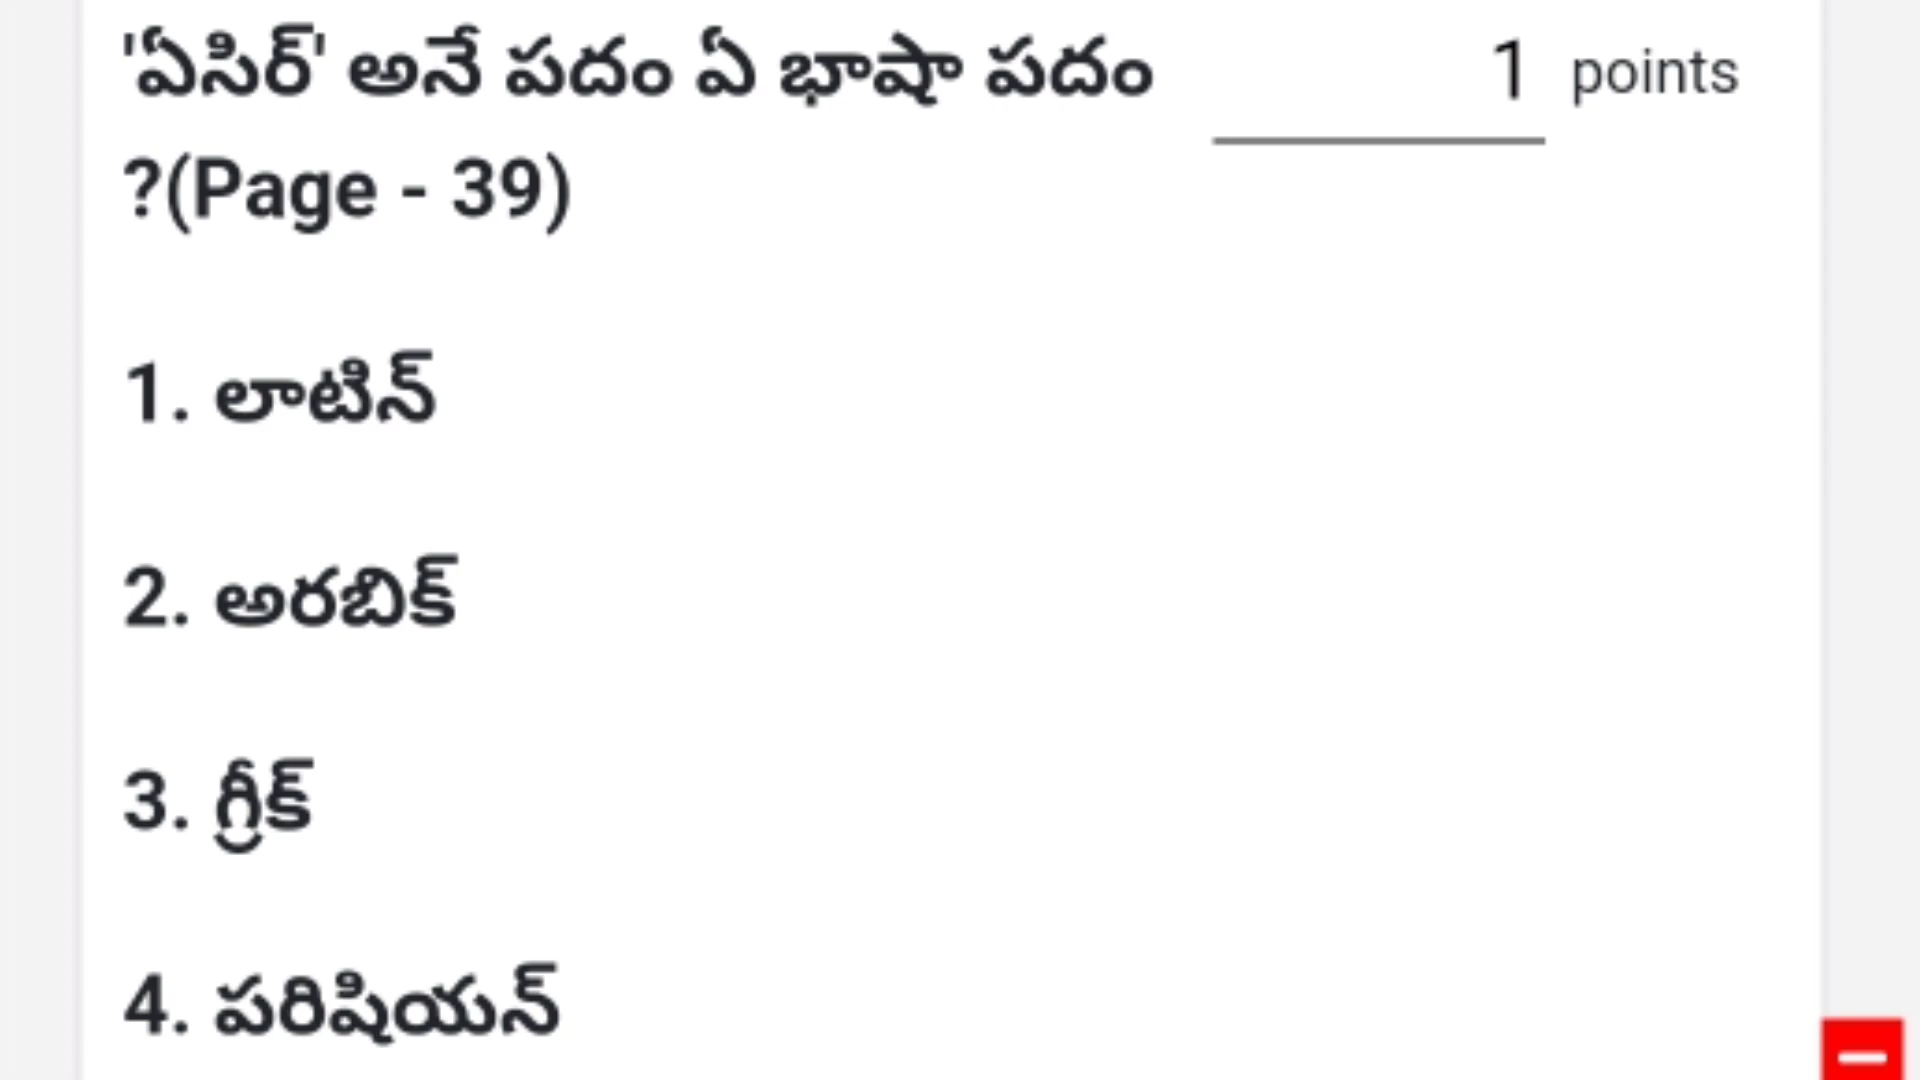 'ఏసిర్' అనే పదం ఏ భాషా పదం 1 points
?(Page - 39)
1. లాటిన్
2. అరబిక్
3. గ్రీక్
4. పరిషియన్